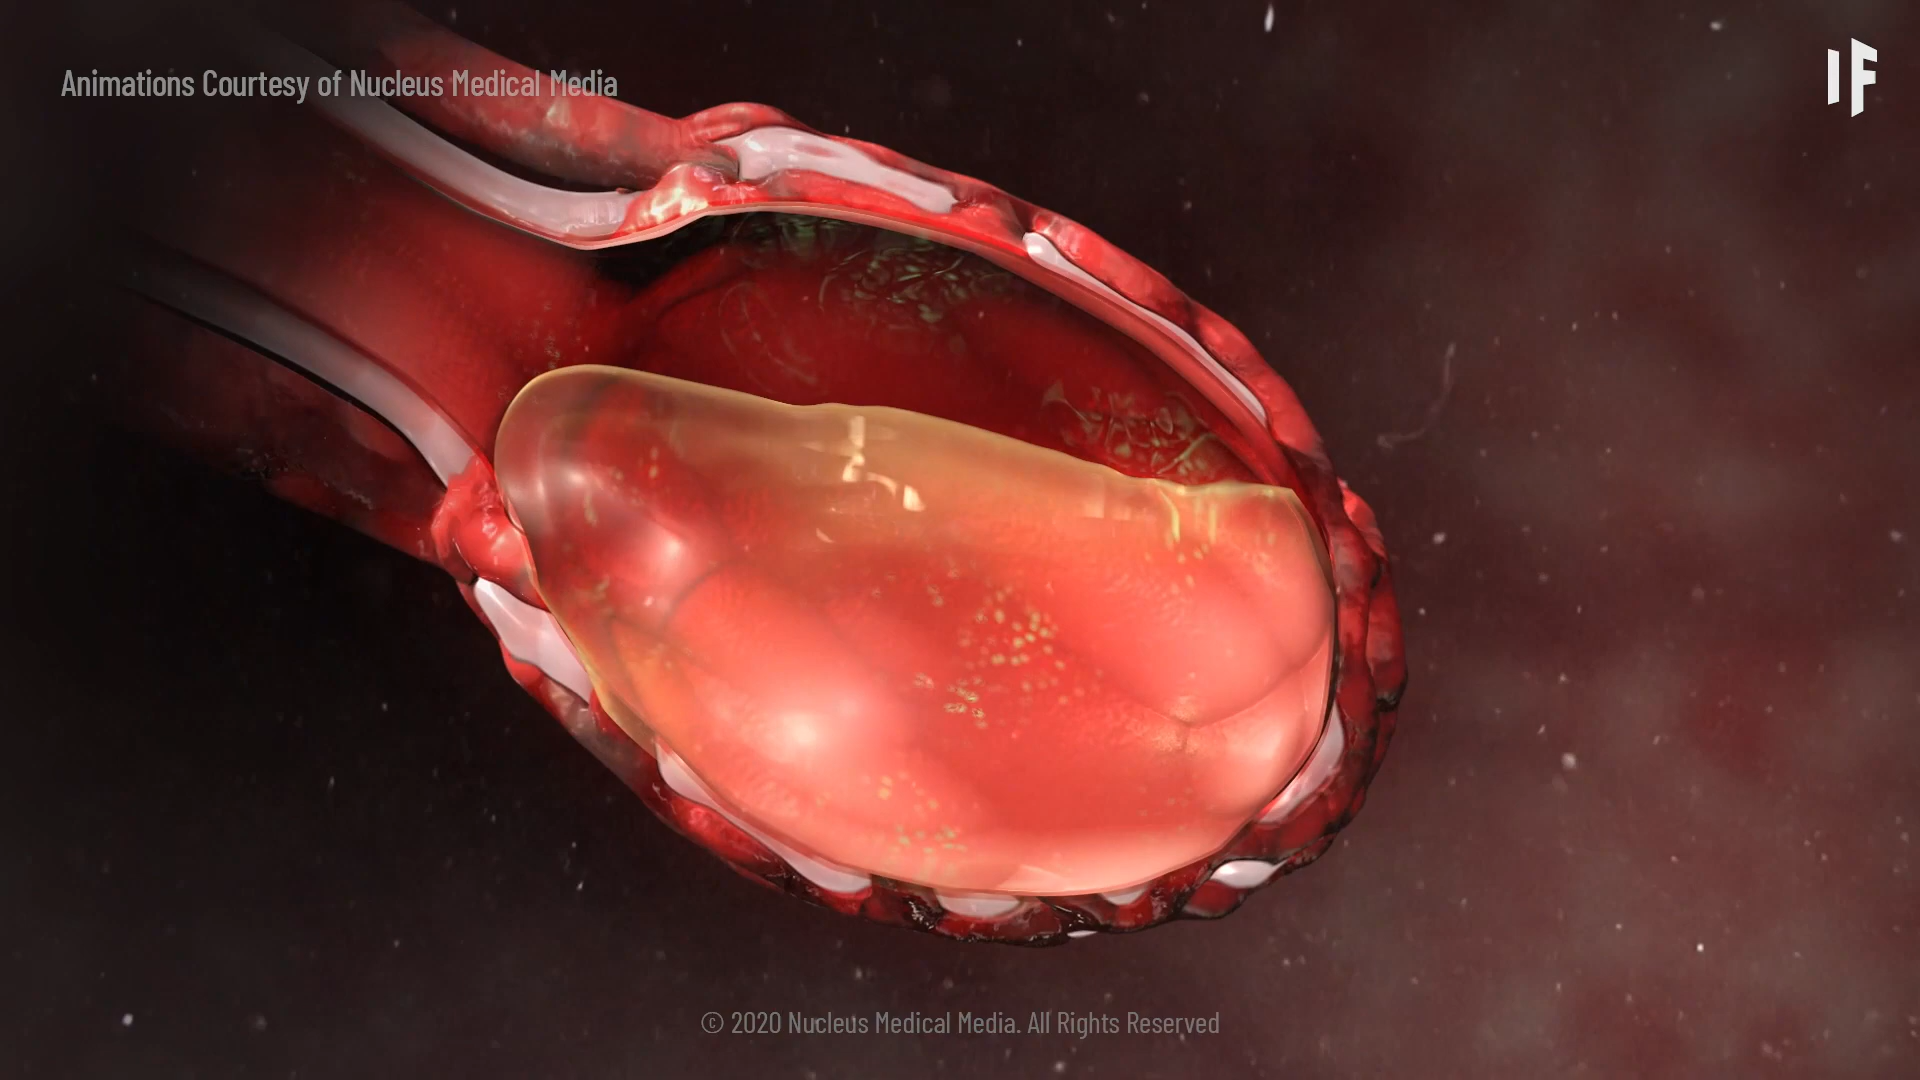 Animations Courtesy of Nucleus Medical Media
IF
© 2020 Nucleus Medical Media. All Rights Reserved